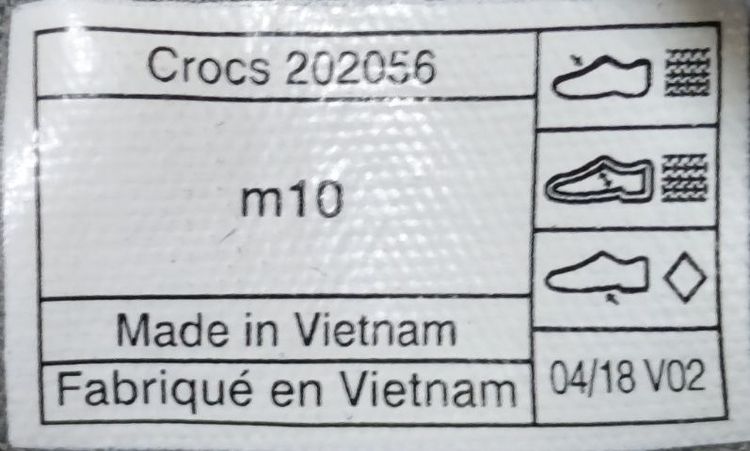 Crocs 202056
m10
Made in Vietnam
Fabriqué en Vietnam
04/18 V02